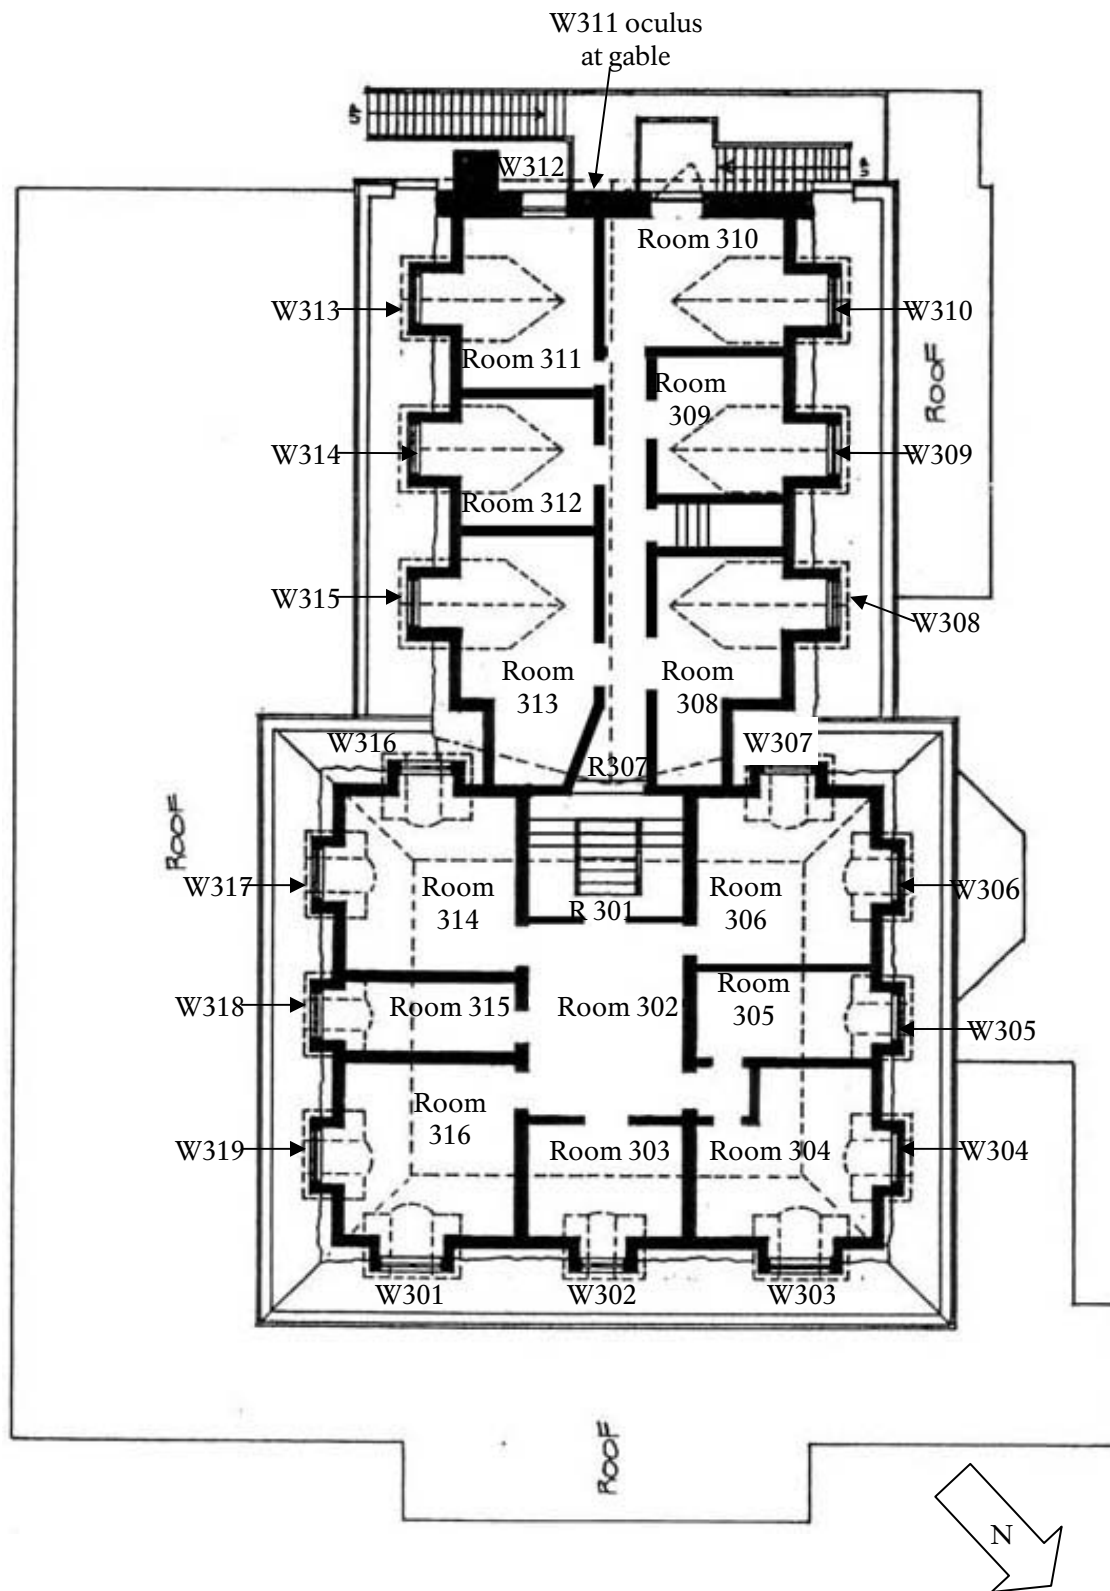 W311 oculus
at gable
UP
W312
UP
Room 310
W313
W310
Room 311
Room
309
ROOF
W314
W309
Room 312
W315
W308
Room
313
Room
308
W316
W307
R307
ROOF
W317
Room
314
R 301
Room
306
W306
W318
Room 315
Room 302
Room
305
W305
Room
316
W319
Room 303
Room 304
W304
W301
W302
W303
ROOF
N